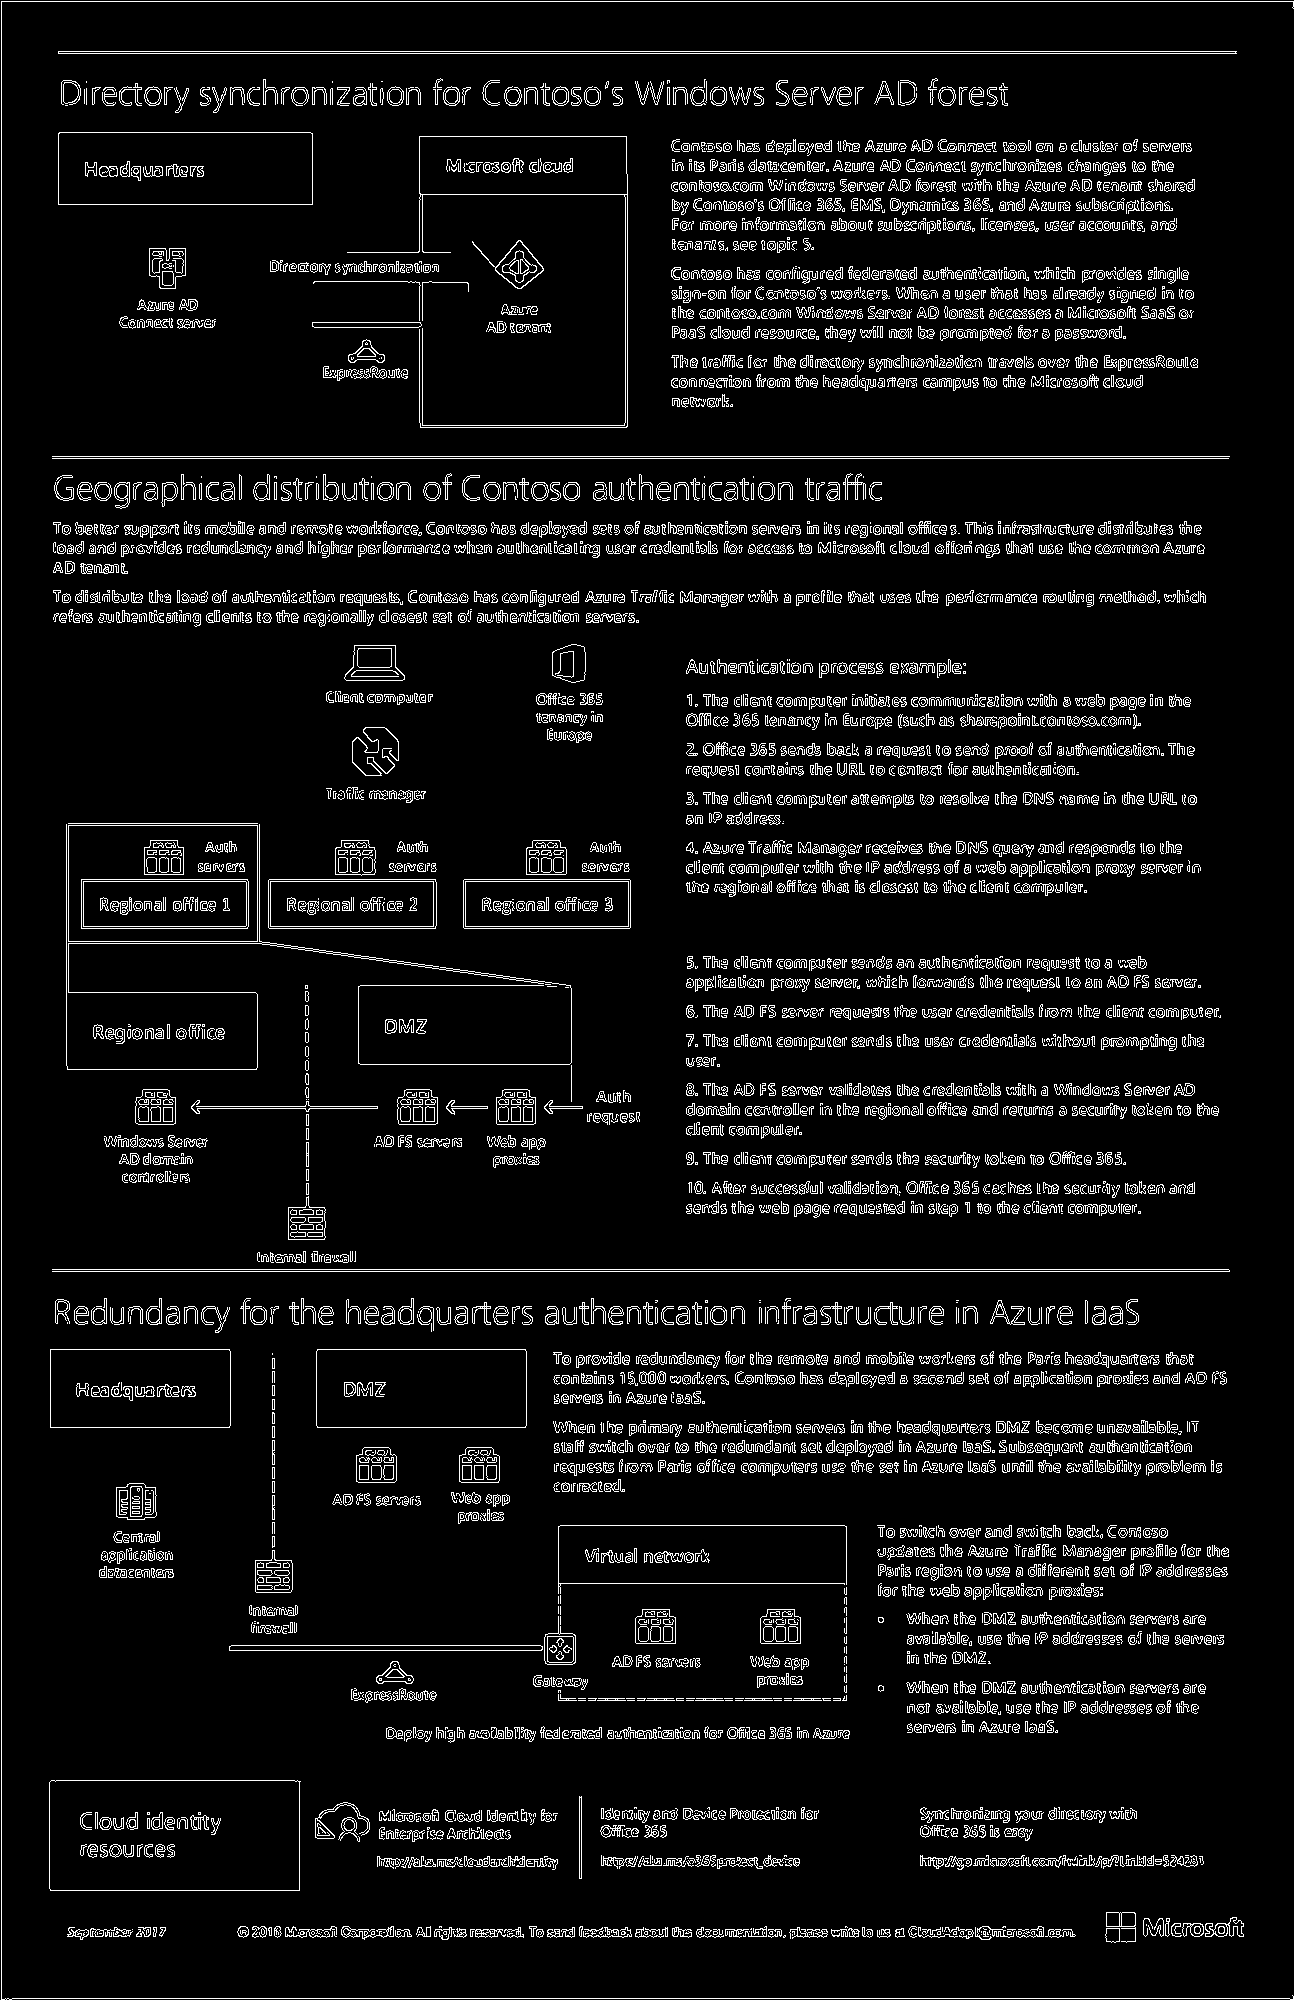 Directory synchronization for Contoso's Windows Server AD forest
Headquarters
Microsoft cloud
Directory synchronization
Azure AD
Connect server
Azure
AD tenant
ExpressRoute
Contoso has deployed the Azure AD Connect tool on a cluster of servers
in its Paris datacenter. Azure AD Connect synchronizes changes to the
contoso.com Windows Server AD forest with the Azure AD tenant shared
by Contoso's Office 365, EMS, Dynamics 365, and Azure subscriptions.
For more information about subscriptions, licenses, user accounts, and
tenants, see topic 5.
Contoso has configured federated authentication, which provides single
sign-on for Contoso's workers. When a user that has already signed in to
the contoso.com Windows Server AD forest accesses a Microsoft SaaS or
PaaS cloud resource, they will not be prompted for a password.
The traffic for the directory synchronization travels over the ExpressRoute
connection from the headquarters campus to the Microsoft cloud
network.
Geographical distribution of Contoso authentication traffic
To better support its mobile and remote workforce, Contoso has deployed sets of authentication servers in its regional offices. This infrastructure distributes the
load and provides redundancy and higher performance when authenticating user credentials for access to Microsoft cloud offerings that use the common Azure
AD tenant.
To distribute the load of authentication requests, Contoso has configured Azure Traffic Manager with a profile that uses the performance routing method, which
refers authenticating clients to the regionally closest set of authentication servers.
Client computer
Office 365
tenancy in
Europe
Traffic manager
Auth
servers
Auth
servers
Auth
servers
Regional office 1
Regional office 2
Regional office 3
Regional office
DMZ
Auth
request
Windows Server
AD domain
controllers
AD FS servers
Web app
proxies
Internal firewall
Authentication process example:
1. The client computer initiates communication with a web page in the
Office 365 tenancy in Europe (such as sharepoint.contoso.com).
2. Office 365 sends back a request to send proof of authentication. The
request contains the URL to contact for authentication.
3. The client computer attempts to resolve the DNS name in the URL to
an IP address.
4. Azure Traffic Manager receives the DNS query and responds to the
client computer with the IP address of a web application proxy server in
the regional office that is closest to the client computer.
5. The client computer sends an authentication request to a web
application proxy server, which forwards the request to an AD FS server.
6. The AD FS server requests the user credentials from the client computer.
7. The client computer sends the user credentials without prompting the
user.
8. The AD FS server validates the credentials with a Windows Server AD
domain controller in the regional office and returns a security token to the
client computer.
9. The client computer sends the security token to Office 365.
10. After successful validation, Office 365 caches the security token and
sends the web page requested in step 1 to the client computer.
Redundancy for the headquarters authentication infrastructure in Azure IaaS
Headquarters
DMZ
AD FS servers
Web app
proxies
Central
application
datacenters
Internal
firewall
ExpressRoute
Virtual network
Gateway
AD FS servers
Web app
proxies
Deploy high availability federated authentication for Office 365 in Azure
To provide redundancy for the remote and mobile workers of the Paris headquarters that
contains 15,000 workers, Contoso has deployed a second set of application proxies and AD FS
servers in Azure IaaS.
When the primary authentication servers in the headquarters DMZ become unavailable, IT
staff switch over to the redundant set deployed in Azure IaaS. Subsequent authentication
requests from Paris office computers use the set in Azure IaaS until the availability problem is
corrected.
To switch over and switch back, Contoso
updates the Azure Traffic Manager profile for the
Paris region to use a different set of IP addresses
for the web application proxies:
• When the DMZ authentication servers are
available, use the IP addresses of the servers
in the DMZ.
• When the DMZ authentication servers are
not available, use the IP addresses of the
servers in Azure IaaS.
Cloud identity
resources
Microsoft Cloud Identity for
Enterprise Architects
http://aka.ms/cloudarchidentity
Identity and Device Protection for
Office 365
https://aka.ms/o365protect_device
Synchronizing your directory with
Office 365 is easy
http://go.microsoft.com/fwlink/p/?LinkId=524281
September 2017
© 2016 Microsoft Corporation. All rights reserved. To send feedback about this documentation, please write to us at CloudAdopt@microsoft.com.
Microsoft